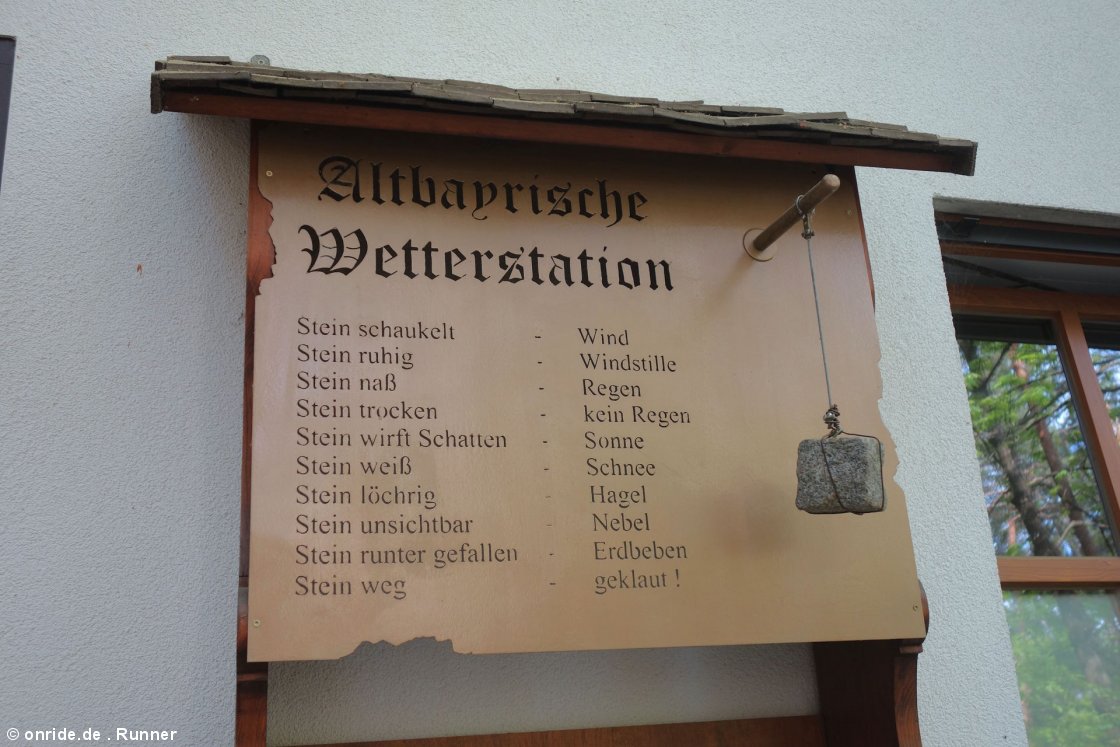 Altbayrische
Wetterstation
Stein schaukelt - Wind
Stein ruhig - Windstille
Stein naß - Regen
Stein trocken - kein Regen
Stein wirft Schatten - Sonne
Stein weiß - Schnee
Stein löchrig - Hagel
Stein unsichtbar - Nebel
Stein runter gefallen - Erdbeben
Stein weg - geklaut !
© onride.de . Runner